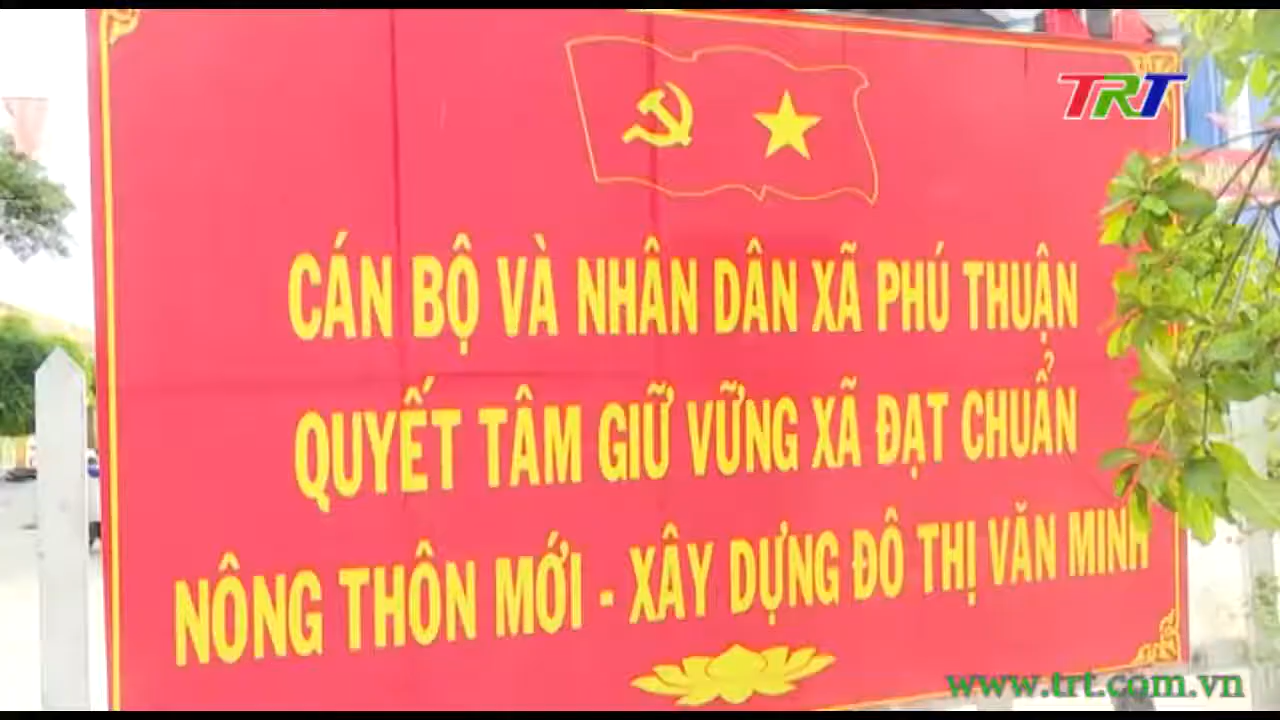 TRT
CÁN BỘ VÀ NHÂN DÂN XÃ PHÚ THUẬN
QUYẾT TÂM GIỮ VỮNG XÃ ĐẠT CHUẨN
NÔNG THÔN MỚI - XÂY DỰNG ĐÔ THỊ VĂN MINH
www.trt.com.vn